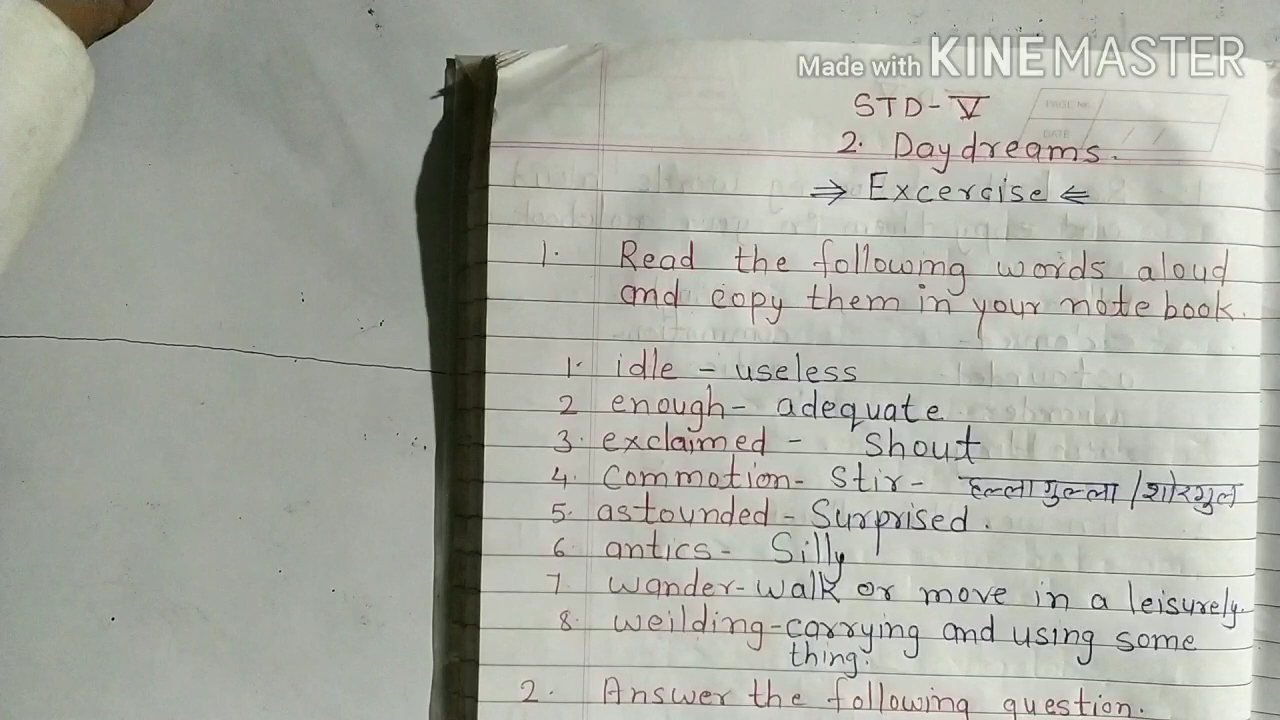 Made with KINEMASTER
STD-V
PAGE NO.
DATE / /
2. Daydreams.
⇒ Excercise ⇐
1. Read the following words aloud
and copy them in your note book.
1. idle - useless
2 enough - adequate
3. exclaimed - shout
4. Commotion - Stir - हल्लागुल्ला / शोरगुल
5. astounded - Surprised.
6. antics - Silly
7 wander - walk or move in a leisurely
8. weilding - carrying and using some
thing.
2. Answer the following question.